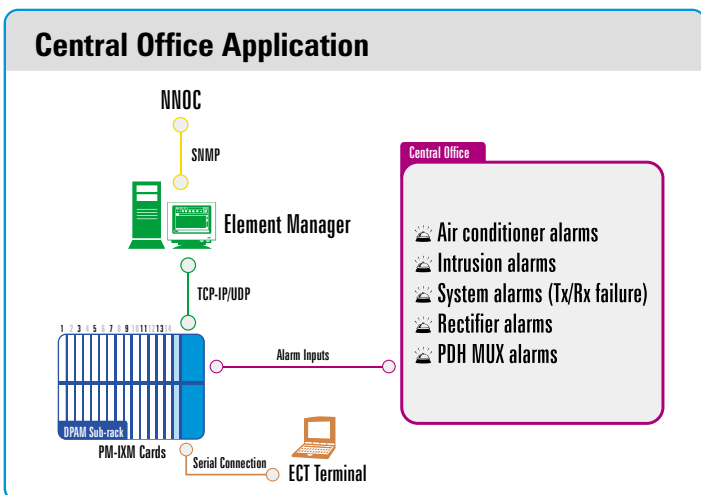 Central Office Application
NNOC
SNMP
Element Manager
TCP-IP/UDP
1 2 3 4 5 6 7 8 9 10 11 12 13 14
DPAM Sub-rack
PM-IXM Cards
Alarm Inputs
Serial Connection
ECT Terminal
Central Office
Air conditioner alarms
Intrusion alarms
System alarms (Tx/Rx failure)
Rectifier alarms
PDH MUX alarms